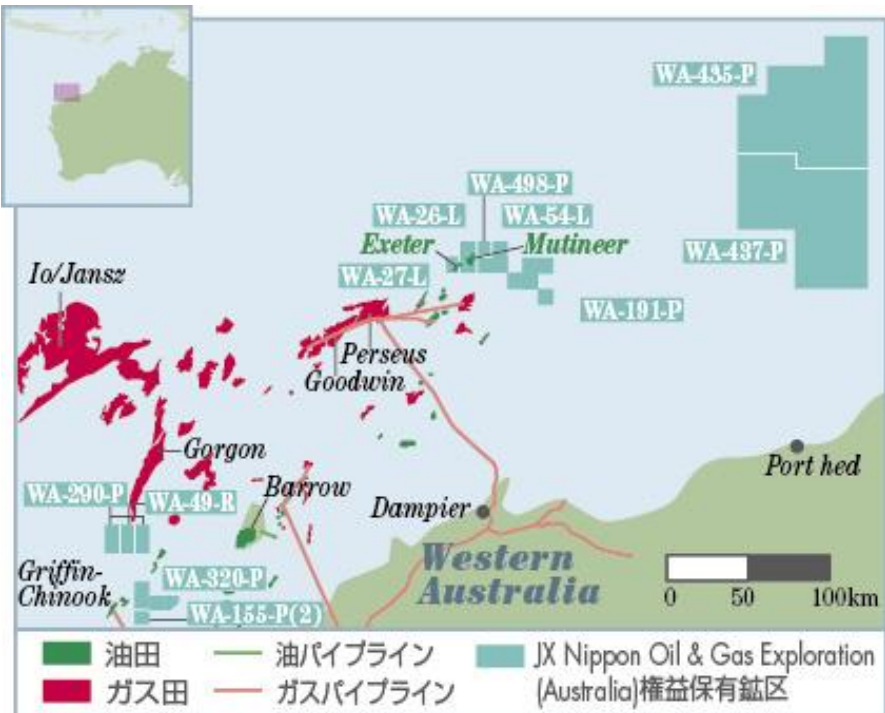 WA-435-P
WA-498-P
WA-26-L
WA-54-L
Exeter
Mutineer
WA-437-P
WA-27-L
Io/Jansz
WA-191-P
Perseus
Goodwin
Gorgon
Port hed
WA-290-P
WA-49-R
Barrow
Dampier
Western
Australia
Griffin-
Chinook
WA-320-P
WA-155-P(2)
0 50 100km
油田
油パイプライン
JX Nippon Oil & Gas Exploration
ガス田
ガスパイプライン
(Australia)権益保有鉱区